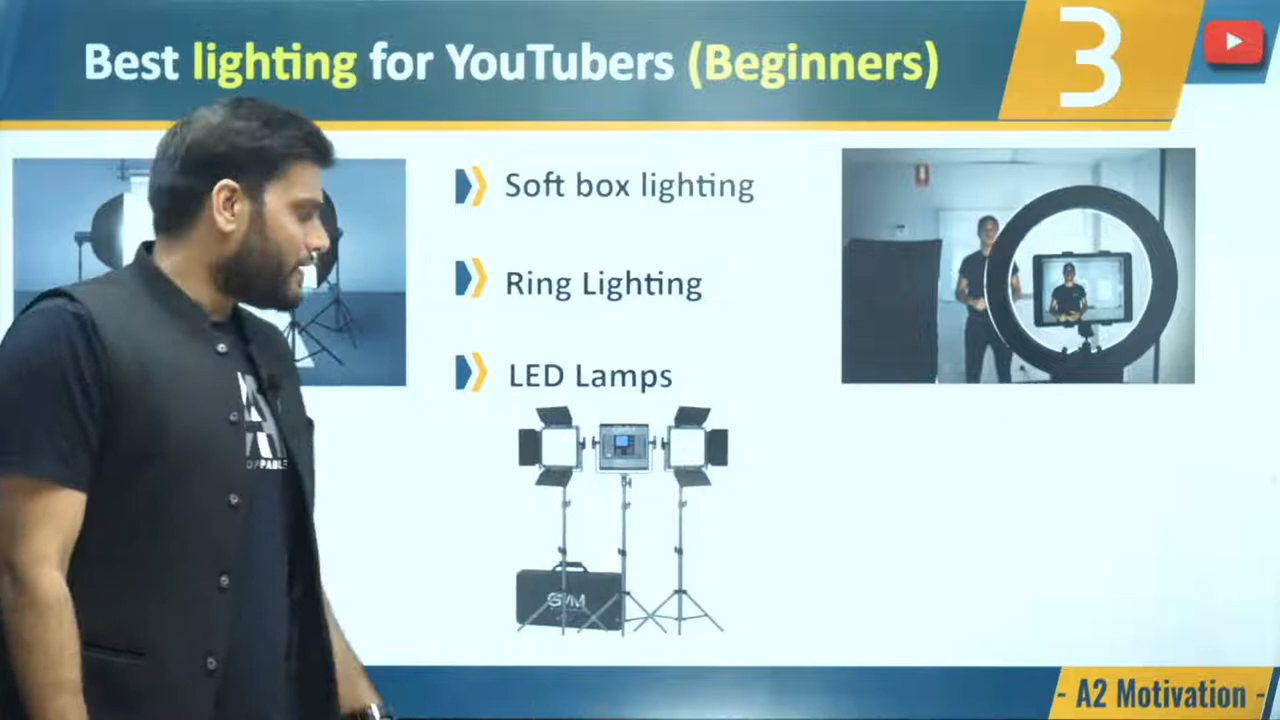 Best lighting for YouTubers (Beginners)
3
Soft box lighting
Ring Lighting
LED Lamps
GVM
- A2 Motivation -